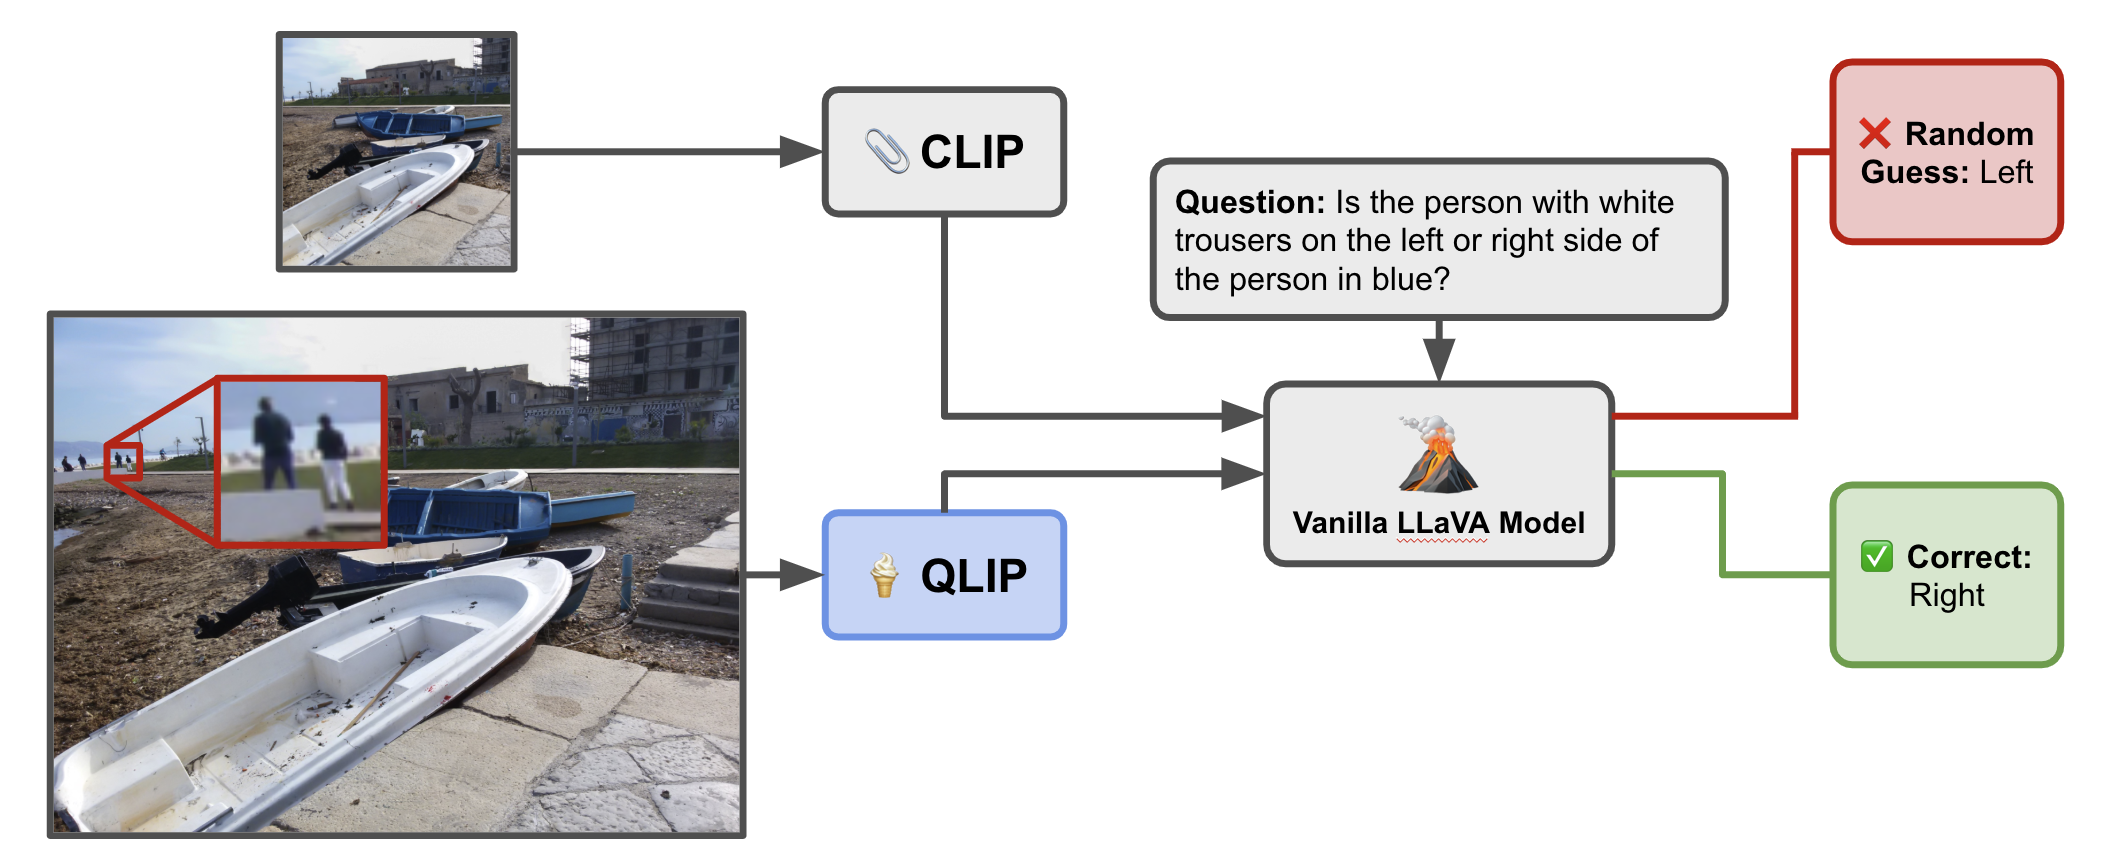 CLIP
Question: Is the person with white
trousers on the left or right side of
the person in blue?
Random
Guess: Left
Vanilla LLaVA Model
QLIP
Correct:
Right